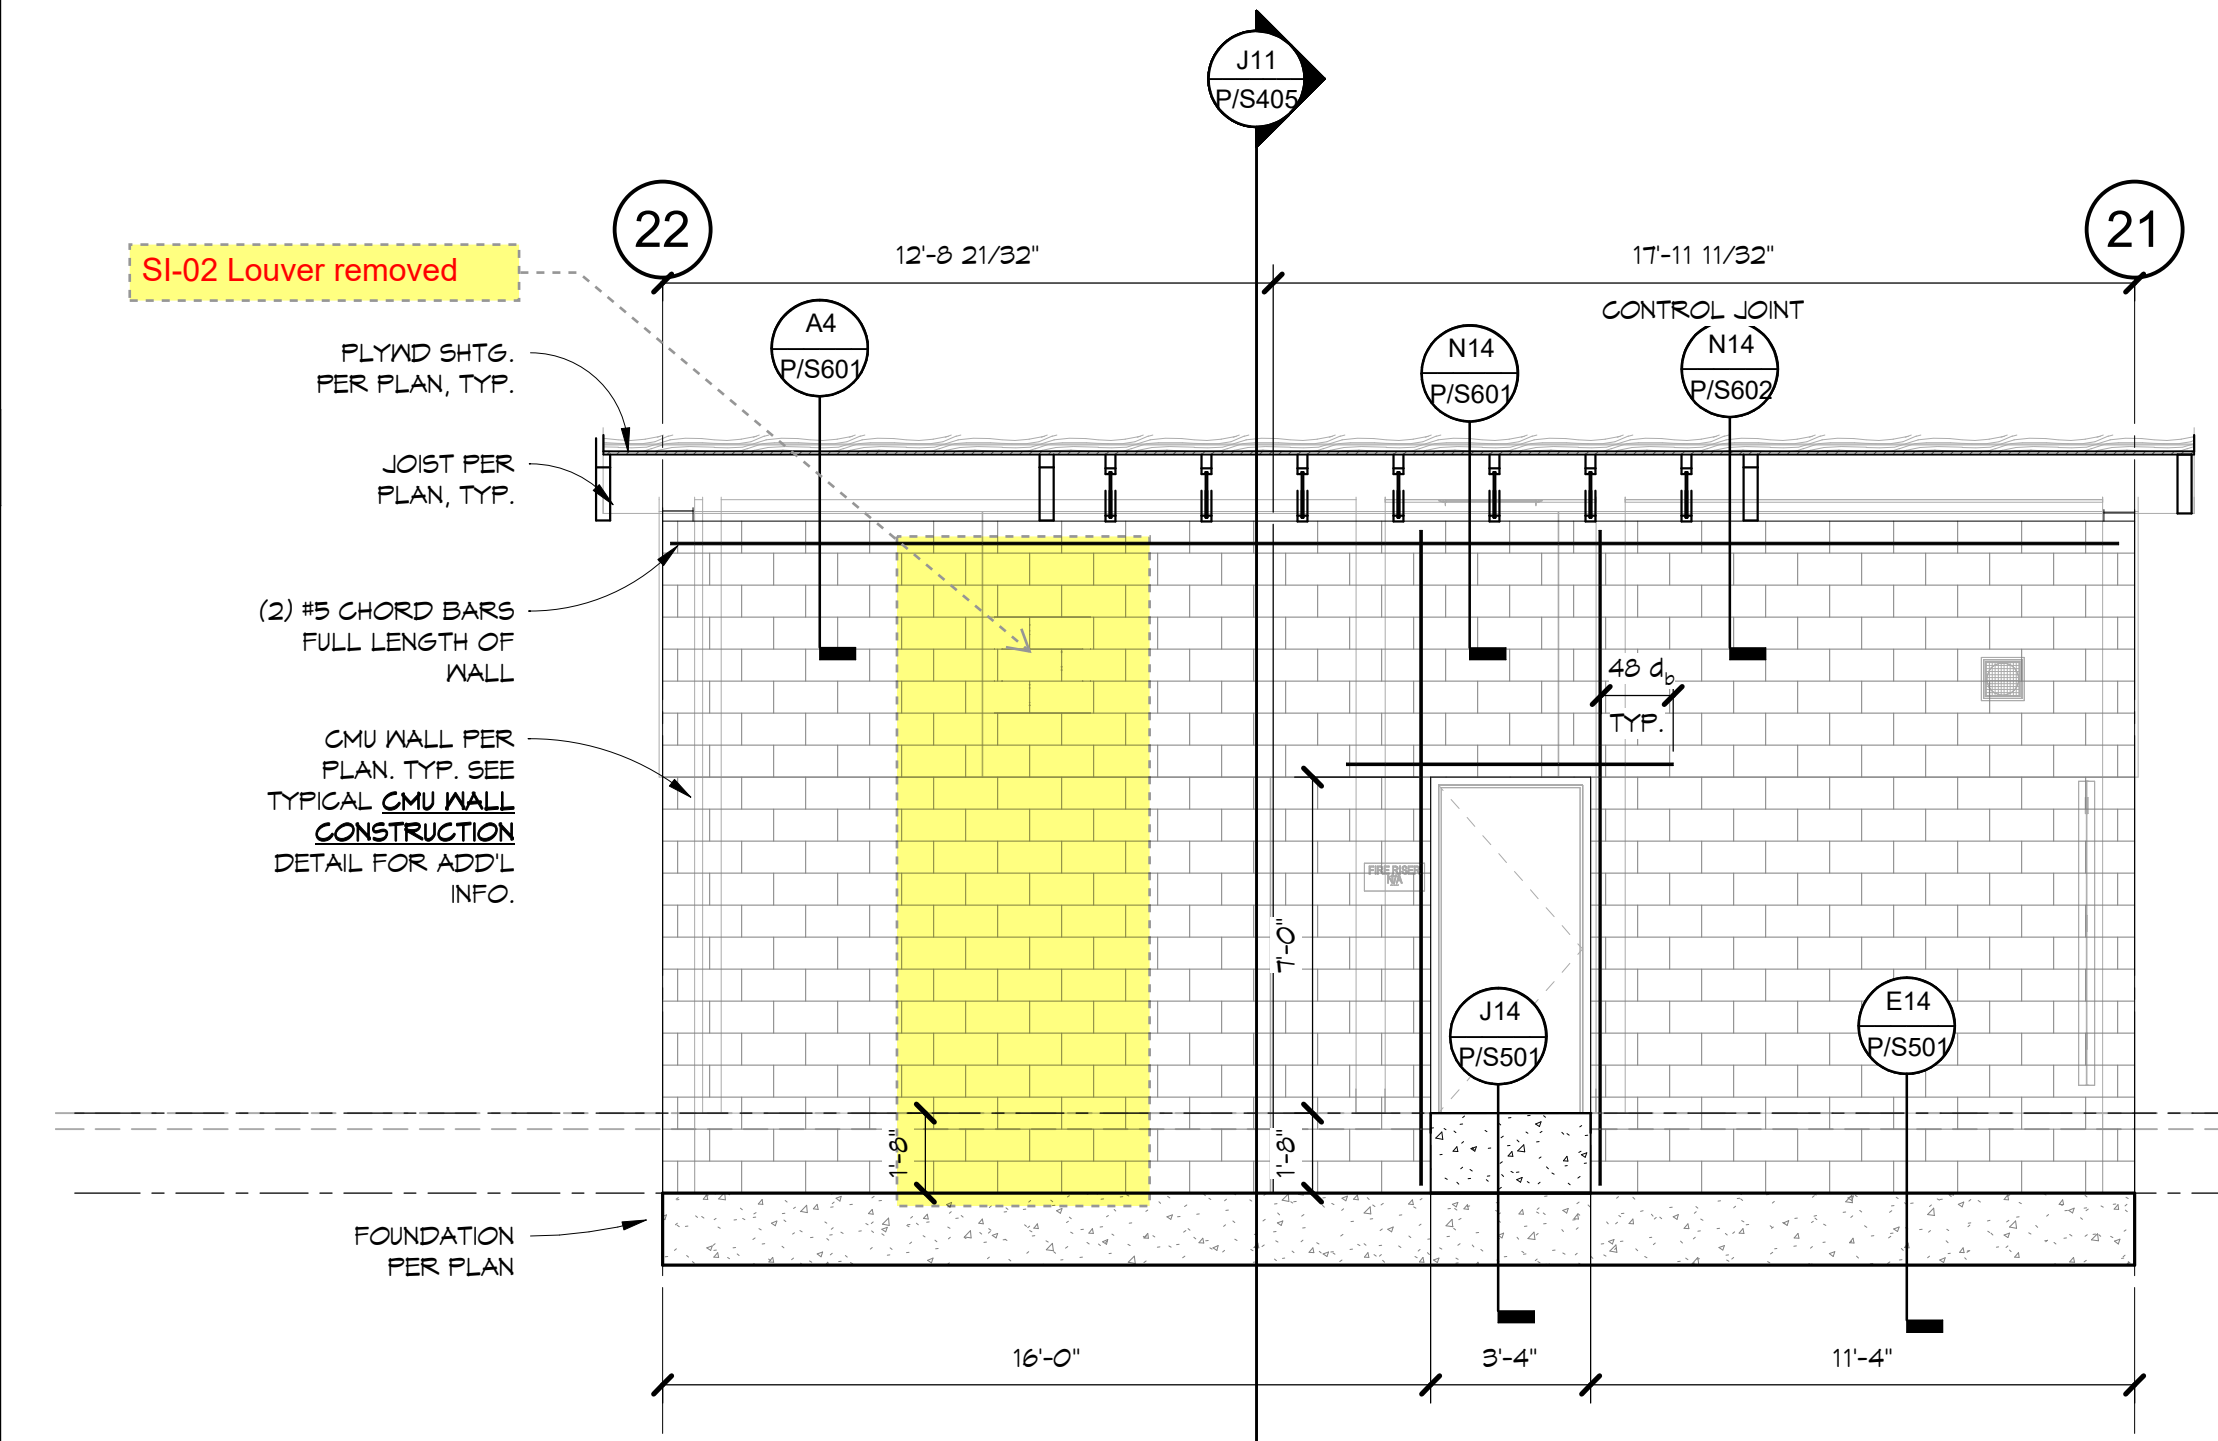 J11
P/S405
22
21
12'-8 21/32"
17'-11 11/32"
SI-02 Louver removed
CONTROL JOINT
A4
P/S601
N14
P/S601
N14
P/S602
PLYWD SHTG.
PER PLAN, TYP.
JOIST PER
PLAN, TYP.
(2) #5 CHORD BARS
FULL LENGTH OF
WALL
48 db
TYP.
CMU WALL PER
PLAN. TYP. SEE
TYPICAL CMU WALL
CONSTRUCTION
DETAIL FOR ADD'L
INFO.
FIRE RISER
7'-0"
J14
P/S501
E14
P/S501
1'-8"
1'-8"
FOUNDATION
PER PLAN
16'-0"
3'-4"
11'-4"